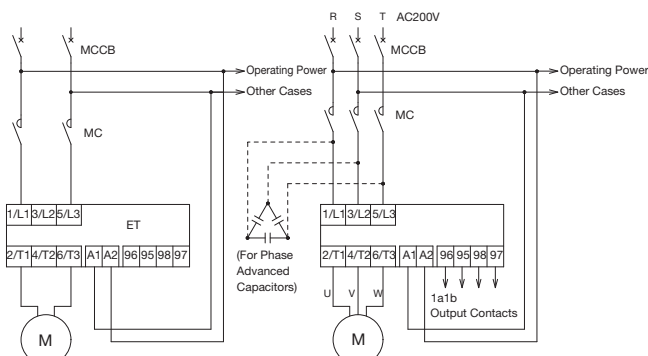 R S T AC200V
MCCB
MCCB
Operating Power
Operating Power
Other Cases
Other Cases
MC
MC
1/L1 3/L2 5/L3
1/L1 3/L2 5/L3
ET
2/T1 4/T2 6/T3 A1 A2 96 95 98 97
2/T1 4/T2 6/T3 A1 A2 96 95 98 97
(For Phase
Advanced
Capacitors)
U V W
1a1b
Output Contacts
M
M